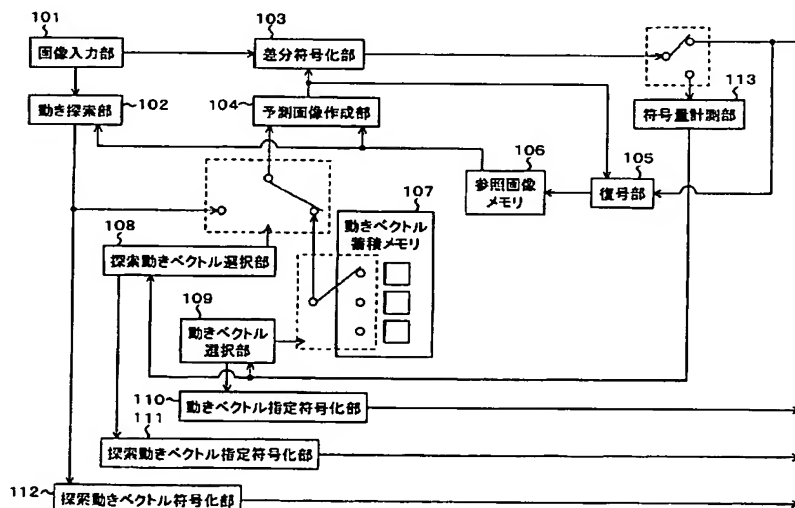 101
画像入力部
103
差分符号化部
動き探索部
102
104
予測画像作成部
113
符号量計測部
106
参照画像
メモリ
105
復号部
107
動きベクトル
蓄積メモリ
108
探索動きベクトル選択部
109
動きベクトル
選択部
110
動きベクトル指定符号化部
111
探索動きベクトル指定符号化部
112
探索動きベクトル符号化部